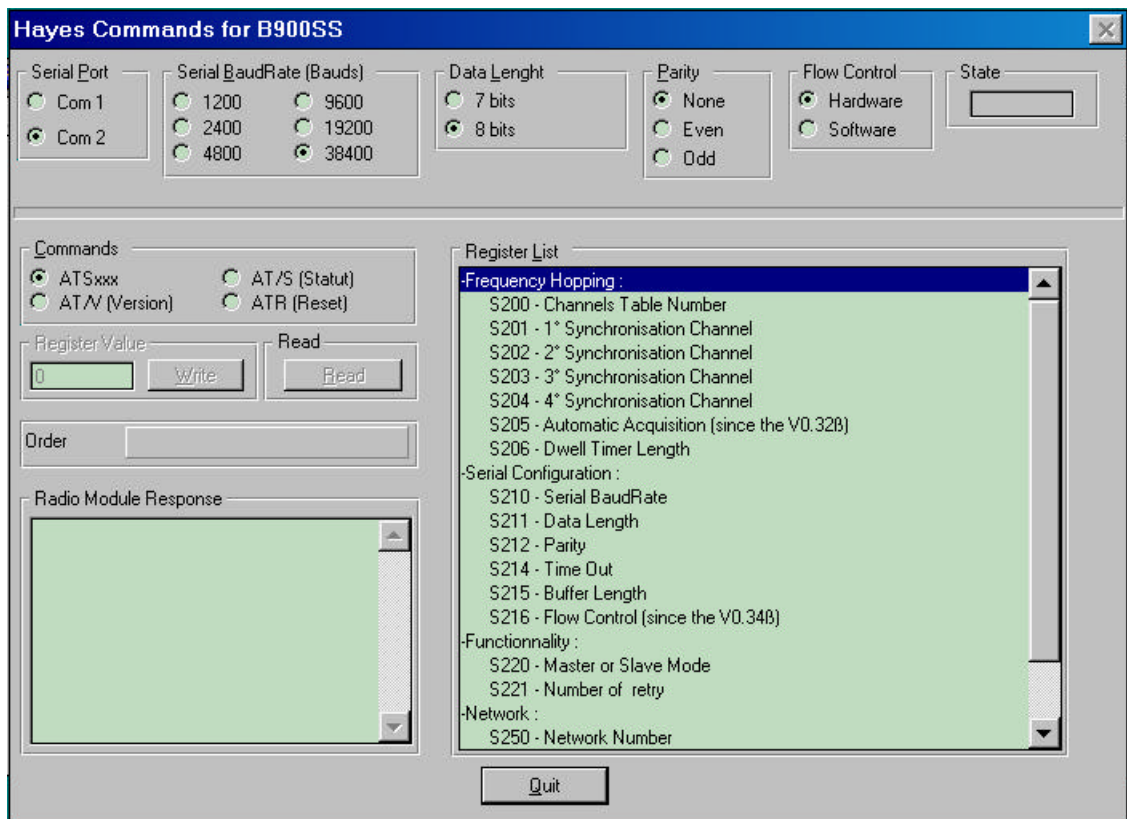 Hayes Commands for B900SS
Serial Port
Com 1
Com 2
Serial BaudRate (Bauds)
1200
2400
4800
9600
19200
38400
Data Lenght
7 bits
8 bits
Parity
None
Even
Odd
Flow Control
Hardware
Software
State
Commands
ATSxxx
AT/V (Version)
AT/S (Statut)
ATR (Reset)
Register Value
0
Write
Read
Read
Order
Radio Module Response
Register List
-Frequency Hopping :
S200 - Channels Table Number
S201 - 1° Synchronisation Channel
S202 - 2° Synchronisation Channel
S203 - 3° Synchronisation Channel
S204 - 4° Synchronisation Channel
S205 - Automatic Acquisition (since the V0.32ß)
S206 - Dwell Timer Length
-Serial Configuration :
S210 - Serial BaudRate
S211 - Data Length
S212 - Parity
S214 - Time Out
S215 - Buffer Length
S216 - Flow Control (since the V0.34ß)
-Functionnality :
S220 - Master or Slave Mode
S221 - Number of  retry
-Network :
S250 - Network Number
Quit